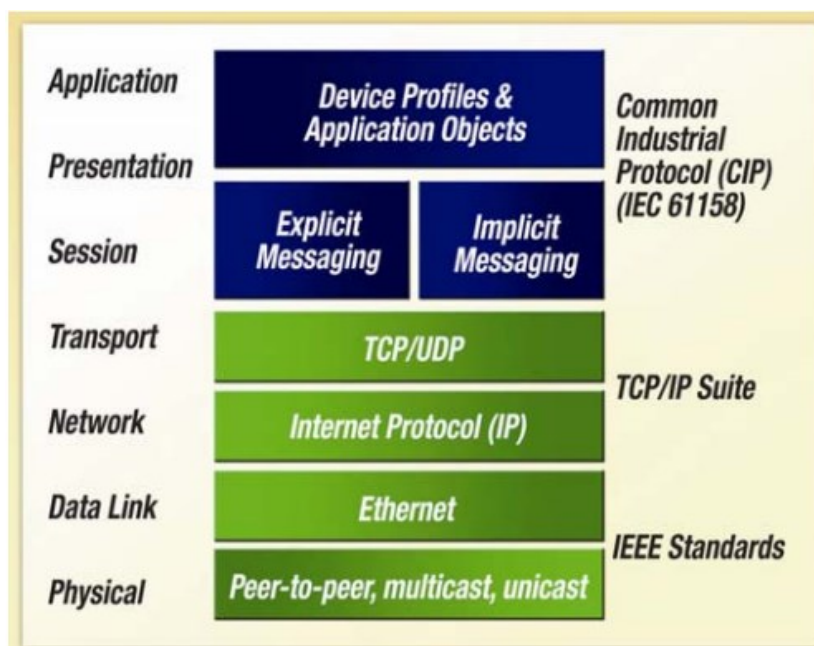 Application
Presentation
Session
Transport
Network
Data Link
Physical
Device Profiles &
Application Objects
Explicit
Messaging
Implicit
Messaging
TCP/UDP
Internet Protocol (IP)
Ethernet
Peer-to-peer, multicast, unicast
Common
Industrial
Protocol (CIP)
(IEC 61158)
TCP/IP Suite
IEEE Standards